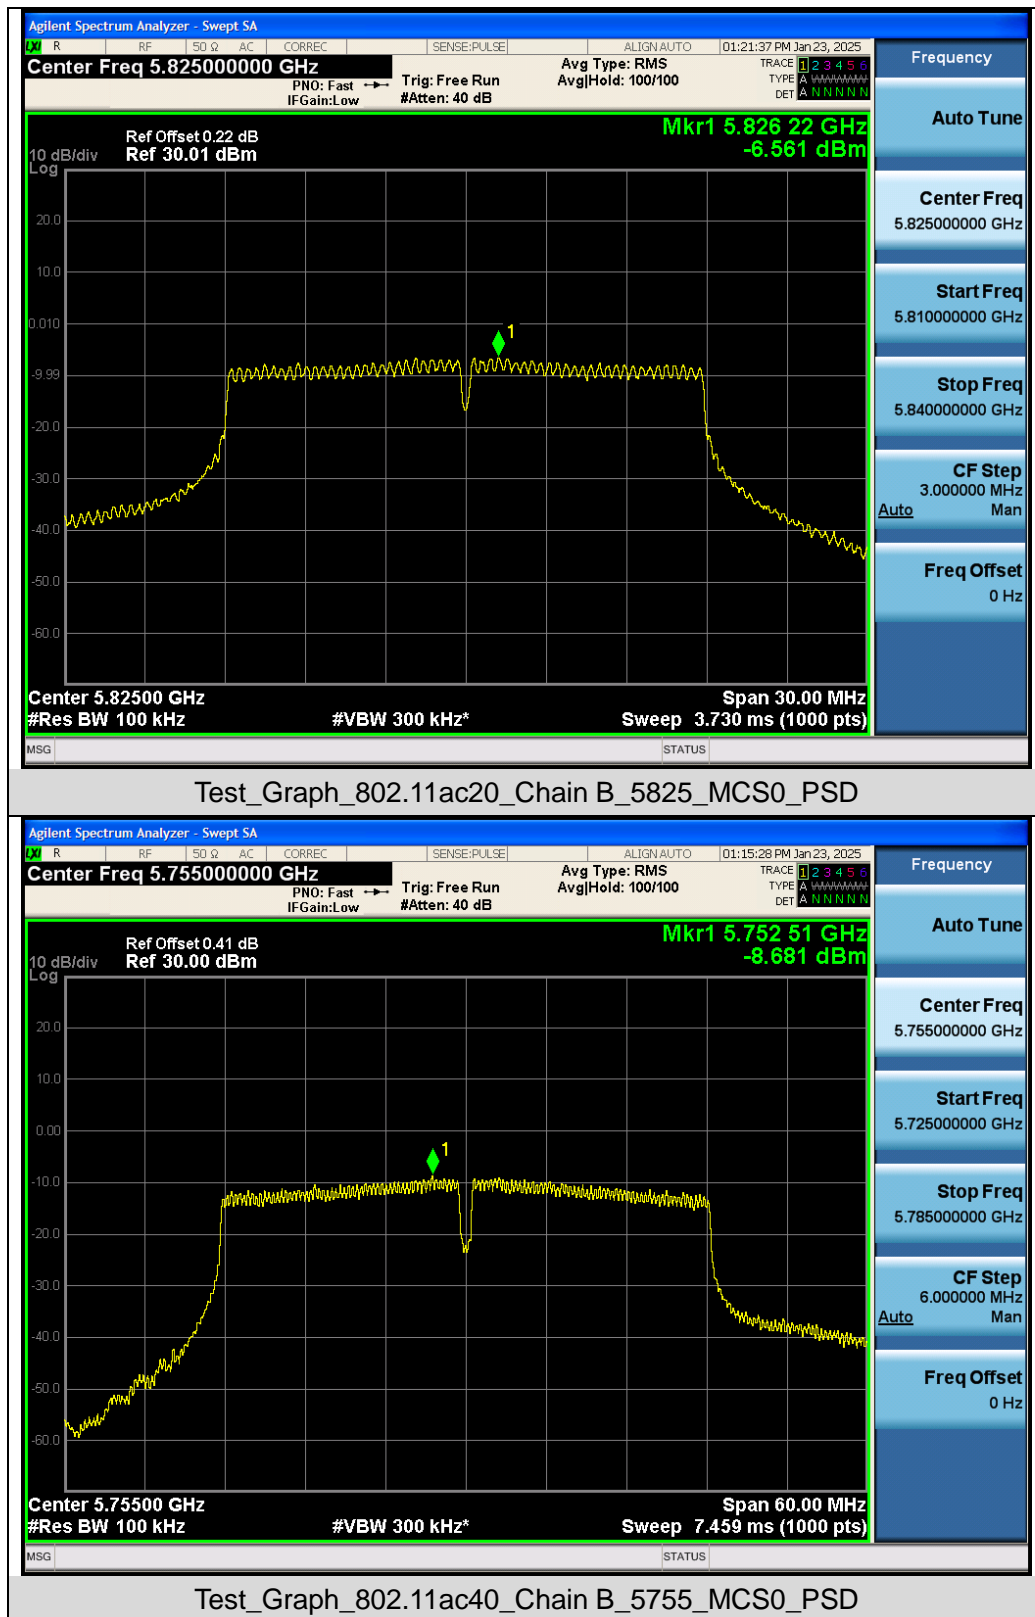 Agilent Spectrum Analyzer - Swept SA
LXI R RF 50 Ω AC CORREC SENSE:PULSE ALIGN AUTO 01:21:37 PM Jan 23, 2025
Center Freq 5.825000000 GHz
PNO: Fast
IFGain:Low
Trig: Free Run
#Atten: 40 dB
Avg Type: RMS
Avg|Hold: 100/100
TRACE 1 2 3 4 5 6
TYPE A WWWWW
DET A N N N N N
Frequency
Auto Tune
Center Freq
5.825000000 GHz
Start Freq
5.810000000 GHz
Stop Freq
5.840000000 GHz
CF Step
3.000000 MHz
Auto Man
Freq Offset
0 Hz
Mkr1 5.826 22 GHz
-6.561 dBm
Ref Offset 0.22 dB
10 dB/div Ref 30.01 dBm
Log
20.0
10.0
0.010
-9.99
-20.0
-30.0
-40.0
-50.0
-60.0
1
Center 5.82500 GHz Span 30.00 MHz
#Res BW 100 kHz #VBW 300 kHz* Sweep 3.730 ms (1000 pts)
MSG STATUS
Test_Graph_802.11ac20_Chain B_5825_MCS0_PSD
Agilent Spectrum Analyzer - Swept SA
LXI R RF 50 Ω AC CORREC SENSE:PULSE ALIGN AUTO 01:15:28 PM Jan 23, 2025
Center Freq 5.755000000 GHz
PNO: Fast
IFGain:Low
Trig: Free Run
#Atten: 40 dB
Avg Type: RMS
Avg|Hold: 100/100
TRACE 1 2 3 4 5 6
TYPE A WWWWW
DET A N N N N N
Frequency
Auto Tune
Center Freq
5.755000000 GHz
Start Freq
5.725000000 GHz
Stop Freq
5.785000000 GHz
CF Step
6.000000 MHz
Auto Man
Freq Offset
0 Hz
Mkr1 5.752 51 GHz
-8.681 dBm
Ref Offset 0.41 dB
10 dB/div Ref 30.00 dBm
Log
20.0
10.0
0.00
-10.0
-20.0
-30.0
-40.0
-50.0
-60.0
1
Center 5.75500 GHz Span 60.00 MHz
#Res BW 100 kHz #VBW 300 kHz* Sweep 7.459 ms (1000 pts)
MSG STATUS
Test_Graph_802.11ac40_Chain B_5755_MCS0_PSD